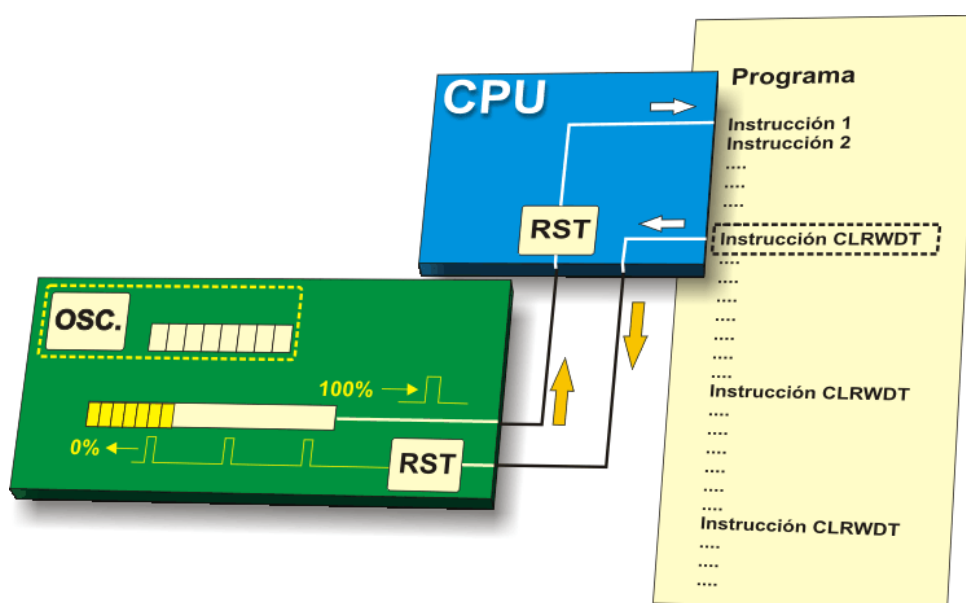 CPU
RST
OSC.
100%
0%
RST
Programa
Instrucción 1
Instrucción 2
....
....
....
Instrucción CLRWDT
....
....
....
....
....
....
....
Instrucción CLRWDT
....
....
....
....
....
....
Instrucción CLRWDT
....
....
....